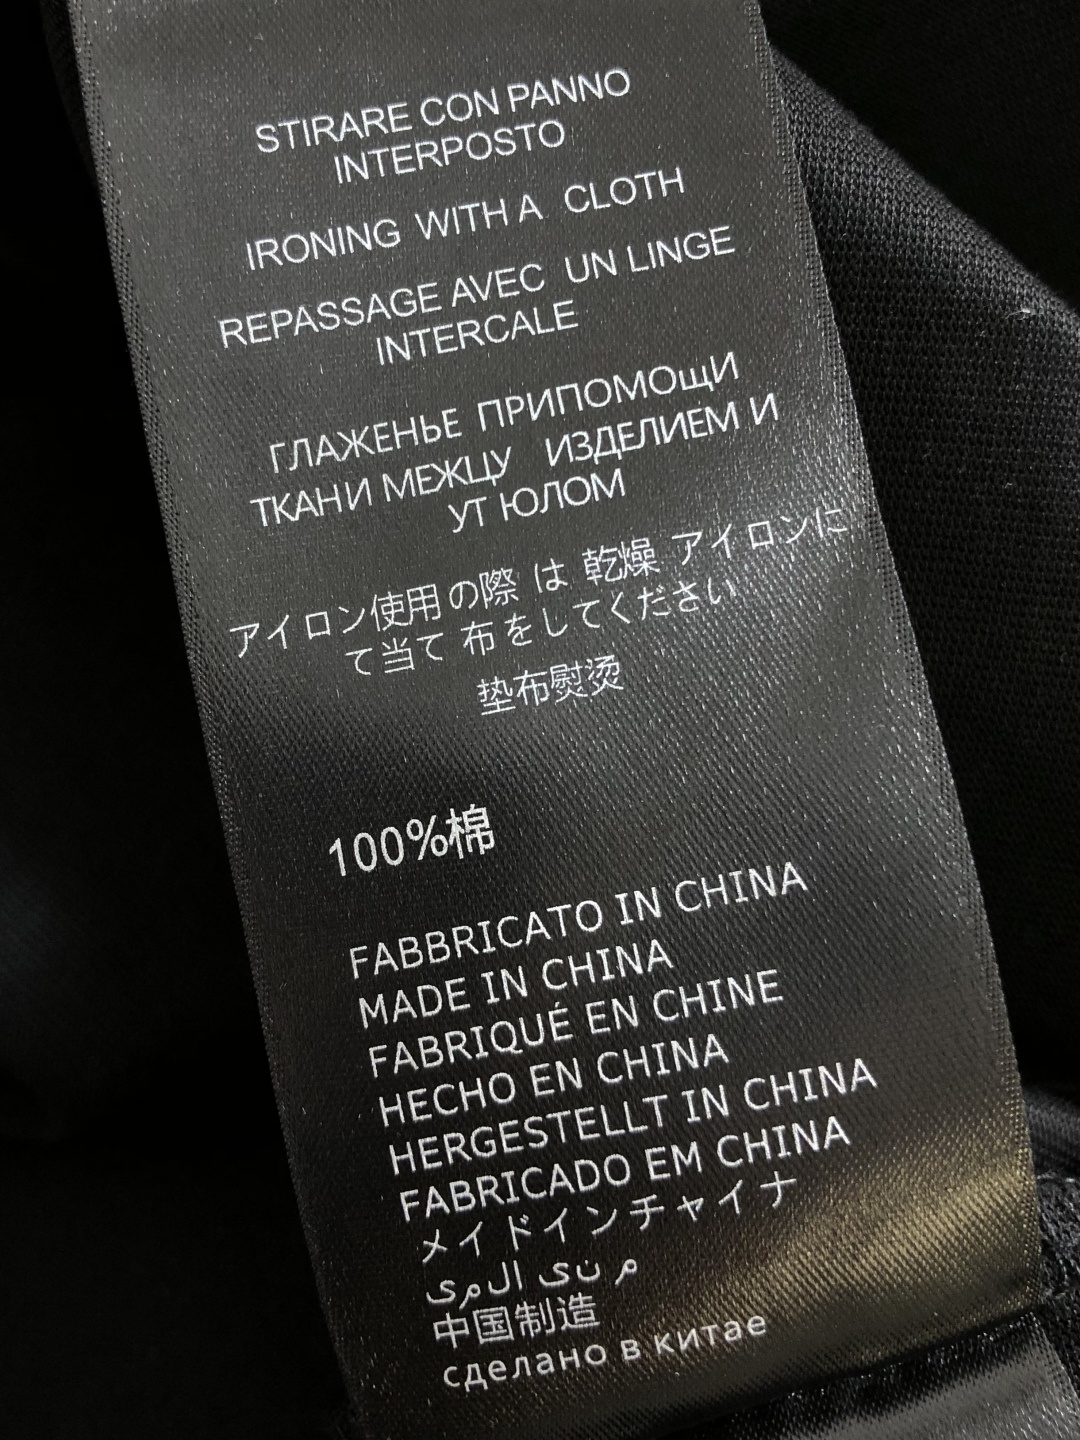 STIRARE CON PANNO
INTERPOSTO
IRONING WITH A CLOTH
REPASSAGE AVEC UN LINGE
INTERCALE
ГЛАЖЕНЬЕ ПРИПОМОщИ
ТКАНИ МЕЖЦУ ИЗДЕЛИЕМ И
УТ ЮЛОМ
アイロン使用の際 は 乾燥 アイロンに
て当て 布をしてください
垫布熨烫
100%棉
FABBRICATO IN CHINA
MADE IN CHINA
FABRIQUÉ EN CHINE
HECHO EN CHINA
HERGESTELLT IN CHINA
FABRICADO EM CHINA
メイドインチャイナ
م نى المى
中国制造
сделано в китае